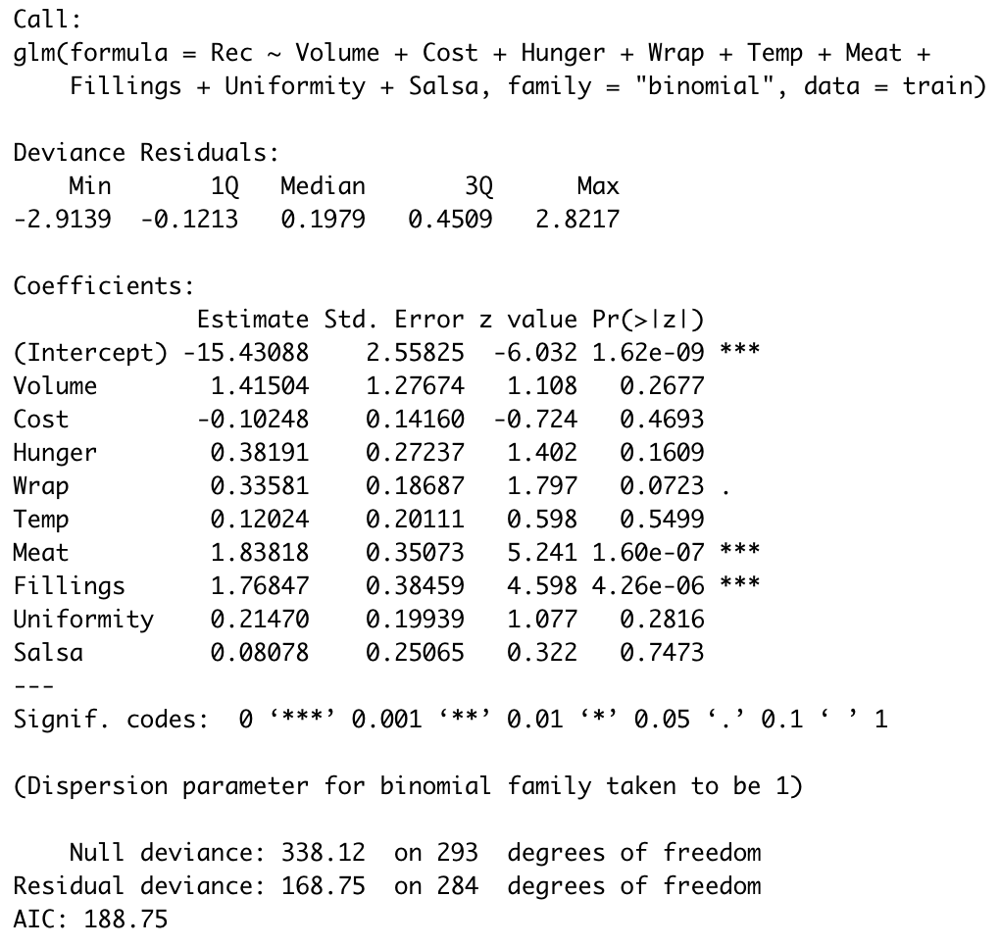 Call:
glm(formula = Rec ~ Volume + Cost + Hunger + Wrap + Temp + Meat +
    Fillings + Uniformity + Salsa, family = "binomial", data = train)

Deviance Residuals:
    Min       1Q   Median       3Q      Max
-2.9139  -0.1213   0.1979   0.4509   2.8217

Coefficients:
             Estimate Std. Error z value Pr(>|z|)
(Intercept) -15.43088    2.55825  -6.032 1.62e-09 ***
Volume        1.41504    1.27674   1.108   0.2677
Cost         -0.10248    0.14160  -0.724   0.4693
Hunger        0.38191    0.27237   1.402   0.1609
Wrap          0.33581    0.18687   1.797   0.0723 .
Temp          0.12024    0.20111   0.598   0.5499
Meat          1.83818    0.35073   5.241 1.60e-07 ***
Fillings      1.76847    0.38459   4.598 4.26e-06 ***
Uniformity    0.21470    0.19939   1.077   0.2816
Salsa         0.08078    0.25065   0.322   0.7473
---
Signif. codes:  0 ‘***’ 0.001 ‘**’ 0.01 ‘*’ 0.05 ‘.’ 0.1 ‘ ’ 1

(Dispersion parameter for binomial family taken to be 1)

    Null deviance: 338.12  on 293  degrees of freedom
Residual deviance: 168.75  on 284  degrees of freedom
AIC: 188.75